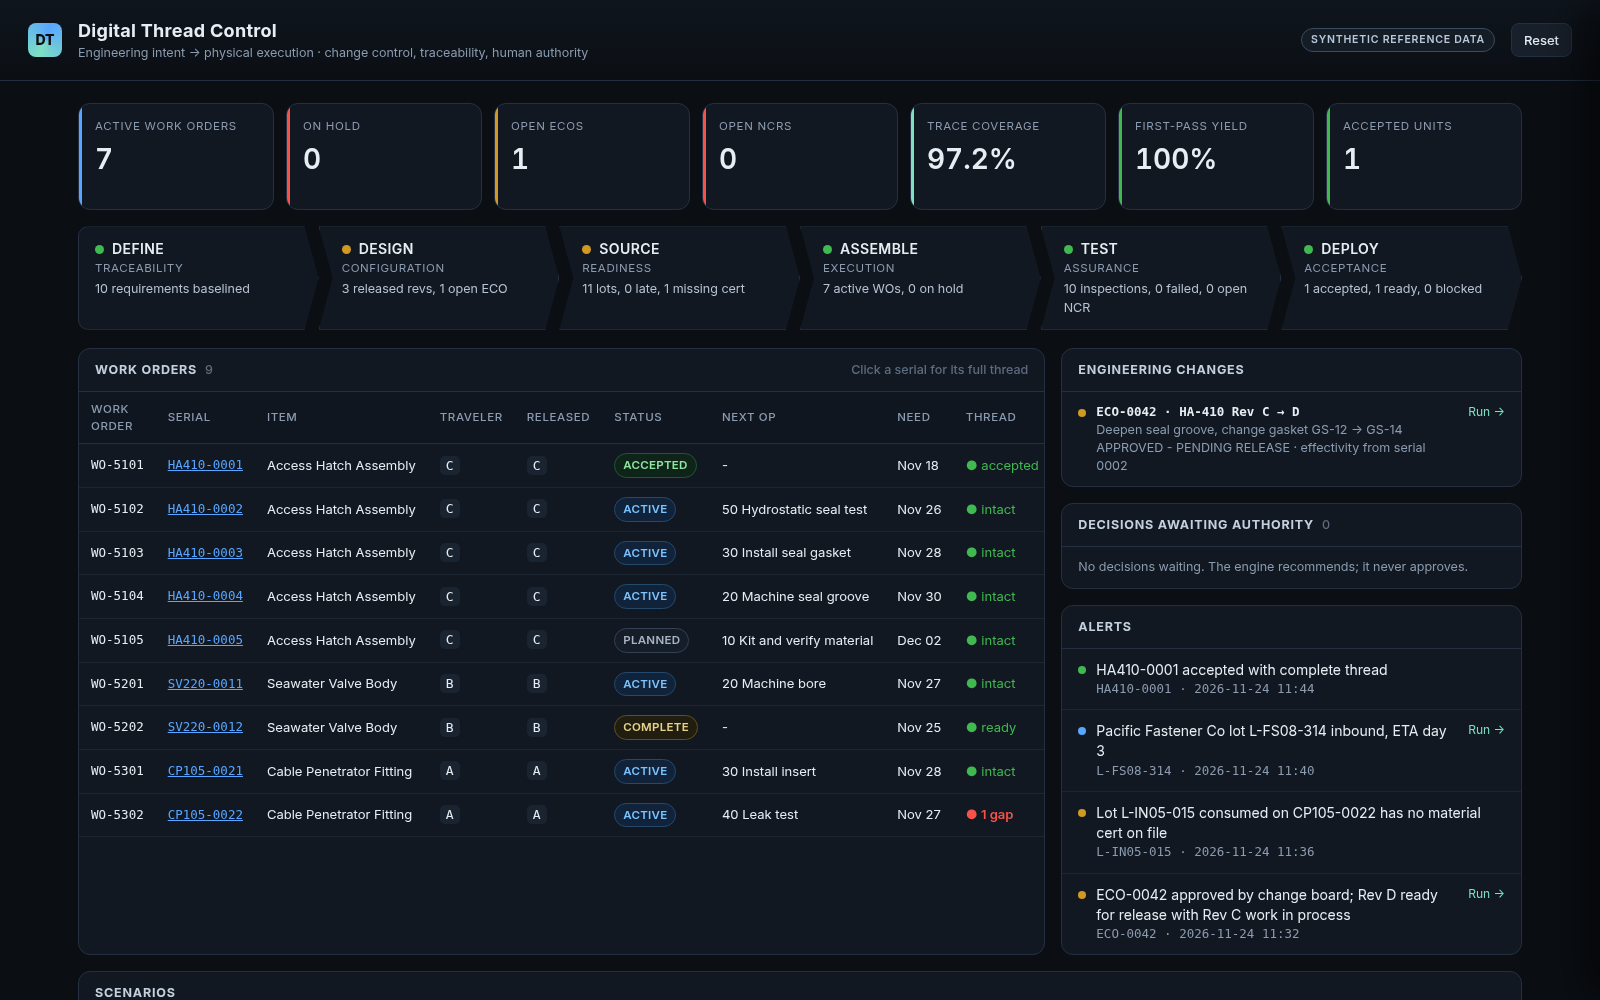 DT
Digital Thread Control
Engineering intent → physical execution · change control, traceability, human authority
SYNTHETIC REFERENCE DATA
Reset
ACTIVE WORK ORDERS
7
ON HOLD
0
OPEN ECOS
1
OPEN NCRS
0
TRACE COVERAGE
97.2%
FIRST-PASS YIELD
100%
ACCEPTED UNITS
1
DEFINE
TRACEABILITY
10 requirements baselined
DESIGN
CONFIGURATION
3 released revs, 1 open ECO
SOURCE
READINESS
11 lots, 0 late, 1 missing cert
ASSEMBLE
EXECUTION
7 active WOs, 0 on hold
TEST
ASSURANCE
10 inspections, 0 failed, 0 open
NCR
DEPLOY
ACCEPTANCE
1 accepted, 1 ready, 0 blocked
WORK ORDERS 9
Click a serial for its full thread
WORK ORDER SERIAL ITEM TRAVELER RELEASED STATUS NEXT OP NEED THREAD
WO-5101 HA410-0001 Access Hatch Assembly C C ACCEPTED - Nov 18 accepted
WO-5102 HA410-0002 Access Hatch Assembly C C ACTIVE 50 Hydrostatic seal test Nov 26 intact
WO-5103 HA410-0003 Access Hatch Assembly C C ACTIVE 30 Install seal gasket Nov 28 intact
WO-5104 HA410-0004 Access Hatch Assembly C C ACTIVE 20 Machine seal groove Nov 30 intact
WO-5105 HA410-0005 Access Hatch Assembly C C PLANNED 10 Kit and verify material Dec 02 intact
WO-5201 SV220-0011 Seawater Valve Body B B ACTIVE 20 Machine bore Nov 27 intact
WO-5202 SV220-0012 Seawater Valve Body B B COMPLETE - Nov 25 ready
WO-5301 CP105-0021 Cable Penetrator Fitting A A ACTIVE 30 Install insert Nov 28 intact
WO-5302 CP105-0022 Cable Penetrator Fitting A A ACTIVE 40 Leak test Nov 27 1 gap
ENGINEERING CHANGES
ECO-0042 · HA-410 Rev C → D
Run →
Deepen seal groove, change gasket GS-12 → GS-14
APPROVED - PENDING RELEASE · effectivity from serial
0002
DECISIONS AWAITING AUTHORITY 0
No decisions waiting. The engine recommends; it never approves.
ALERTS
HA410-0001 accepted with complete thread
HA410-0001 · 2026-11-24 11:44
Pacific Fastener Co lot L-FS08-314 inbound, ETA day
3
Run →
L-FS08-314 · 2026-11-24 11:40
Lot L-IN05-015 consumed on CP105-0022 has no material
cert on file
L-IN05-015 · 2026-11-24 11:36
ECO-0042 approved by change board; Rev D ready
for release with Rev C work in process
Run →
ECO-0042 · 2026-11-24 11:32
SCENARIOS